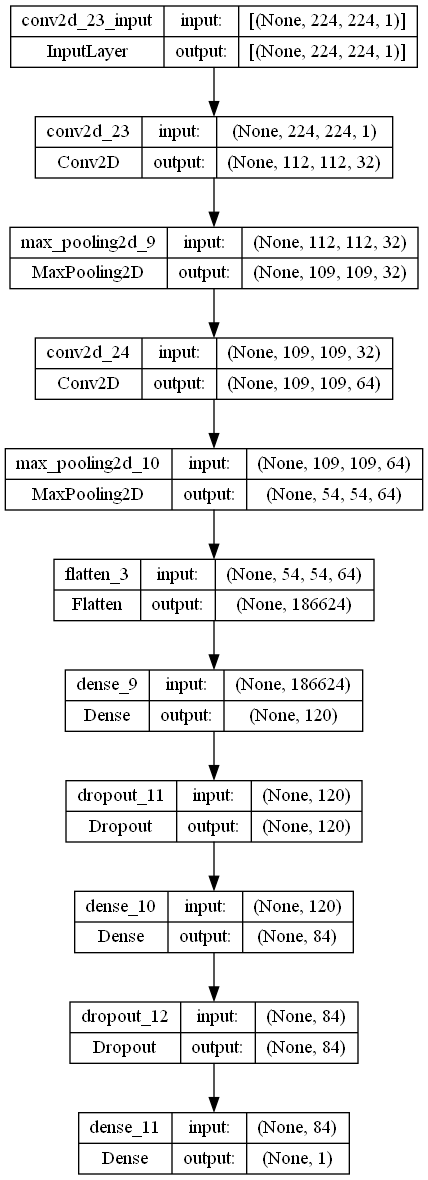 conv2d_23_input input: [(None, 224, 224, 1)]
InputLayer output: [(None, 224, 224, 1)]
conv2d_23 input: (None, 224, 224, 1)
Conv2D output: (None, 112, 112, 32)
max_pooling2d_9 input: (None, 112, 112, 32)
MaxPooling2D output: (None, 109, 109, 32)
conv2d_24 input: (None, 109, 109, 32)
Conv2D output: (None, 109, 109, 64)
max_pooling2d_10 input: (None, 109, 109, 64)
MaxPooling2D output: (None, 54, 54, 64)
flatten_3 input: (None, 54, 54, 64)
Flatten output: (None, 186624)
dense_9 input: (None, 186624)
Dense output: (None, 120)
dropout_11 input: (None, 120)
Dropout output: (None, 120)
dense_10 input: (None, 120)
Dense output: (None, 84)
dropout_12 input: (None, 84)
Dropout output: (None, 84)
dense_11 input: (None, 84)
Dense output: (None, 1)